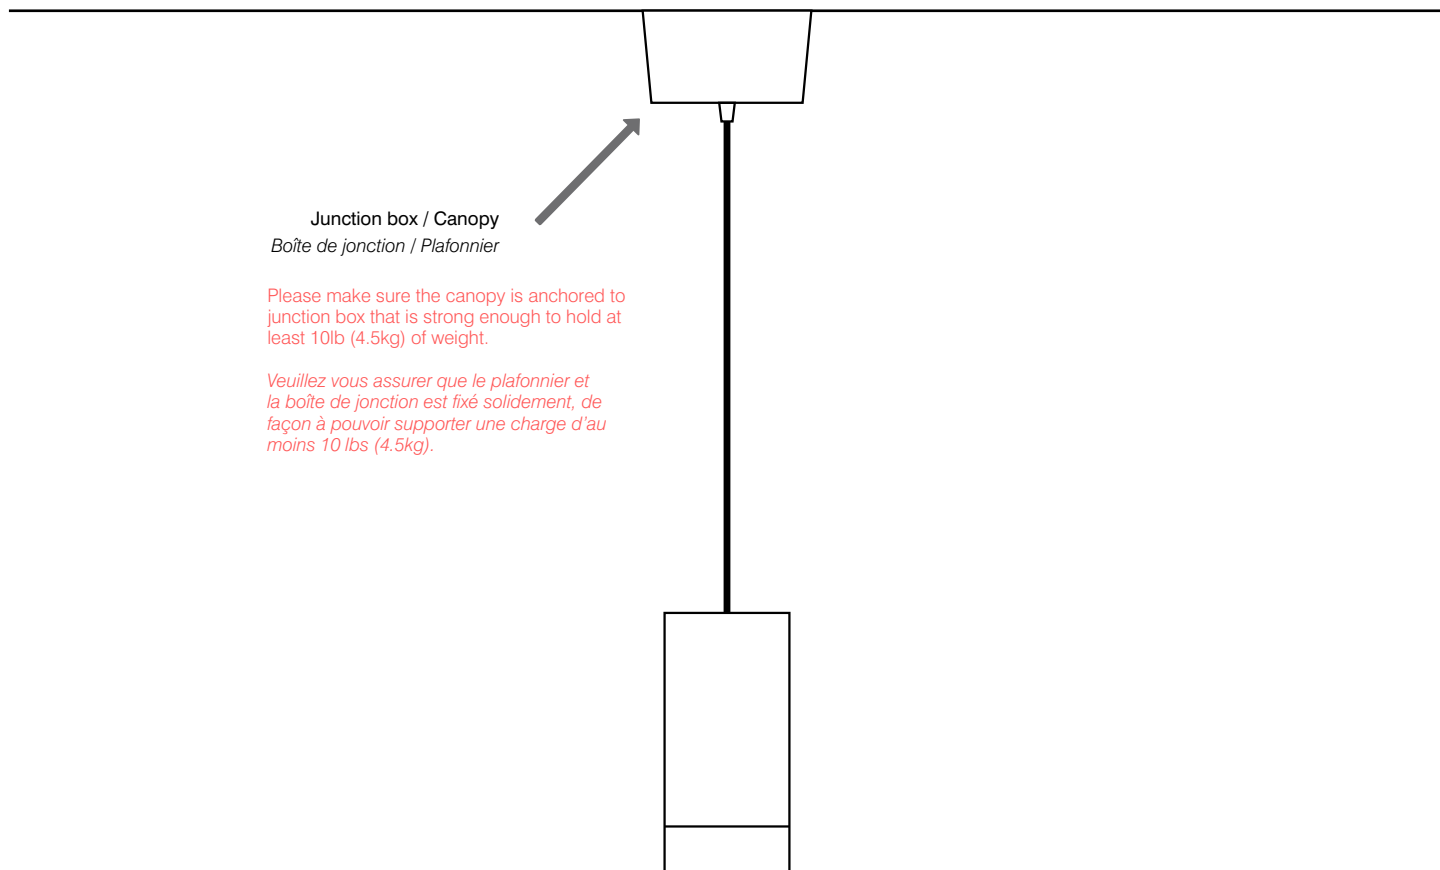 Junction box / Canopy
Boîte de jonction / Plafonnier
Please make sure the canopy is anchored to
junction box that is strong enough to hold at
least 10lb (4.5kg) of weight.
Veuillez vous assurer que le plafonnier et
la boîte de jonction est fixé solidement, de
façon à pouvoir supporter une charge d'au
moins 10 lbs (4.5kg).